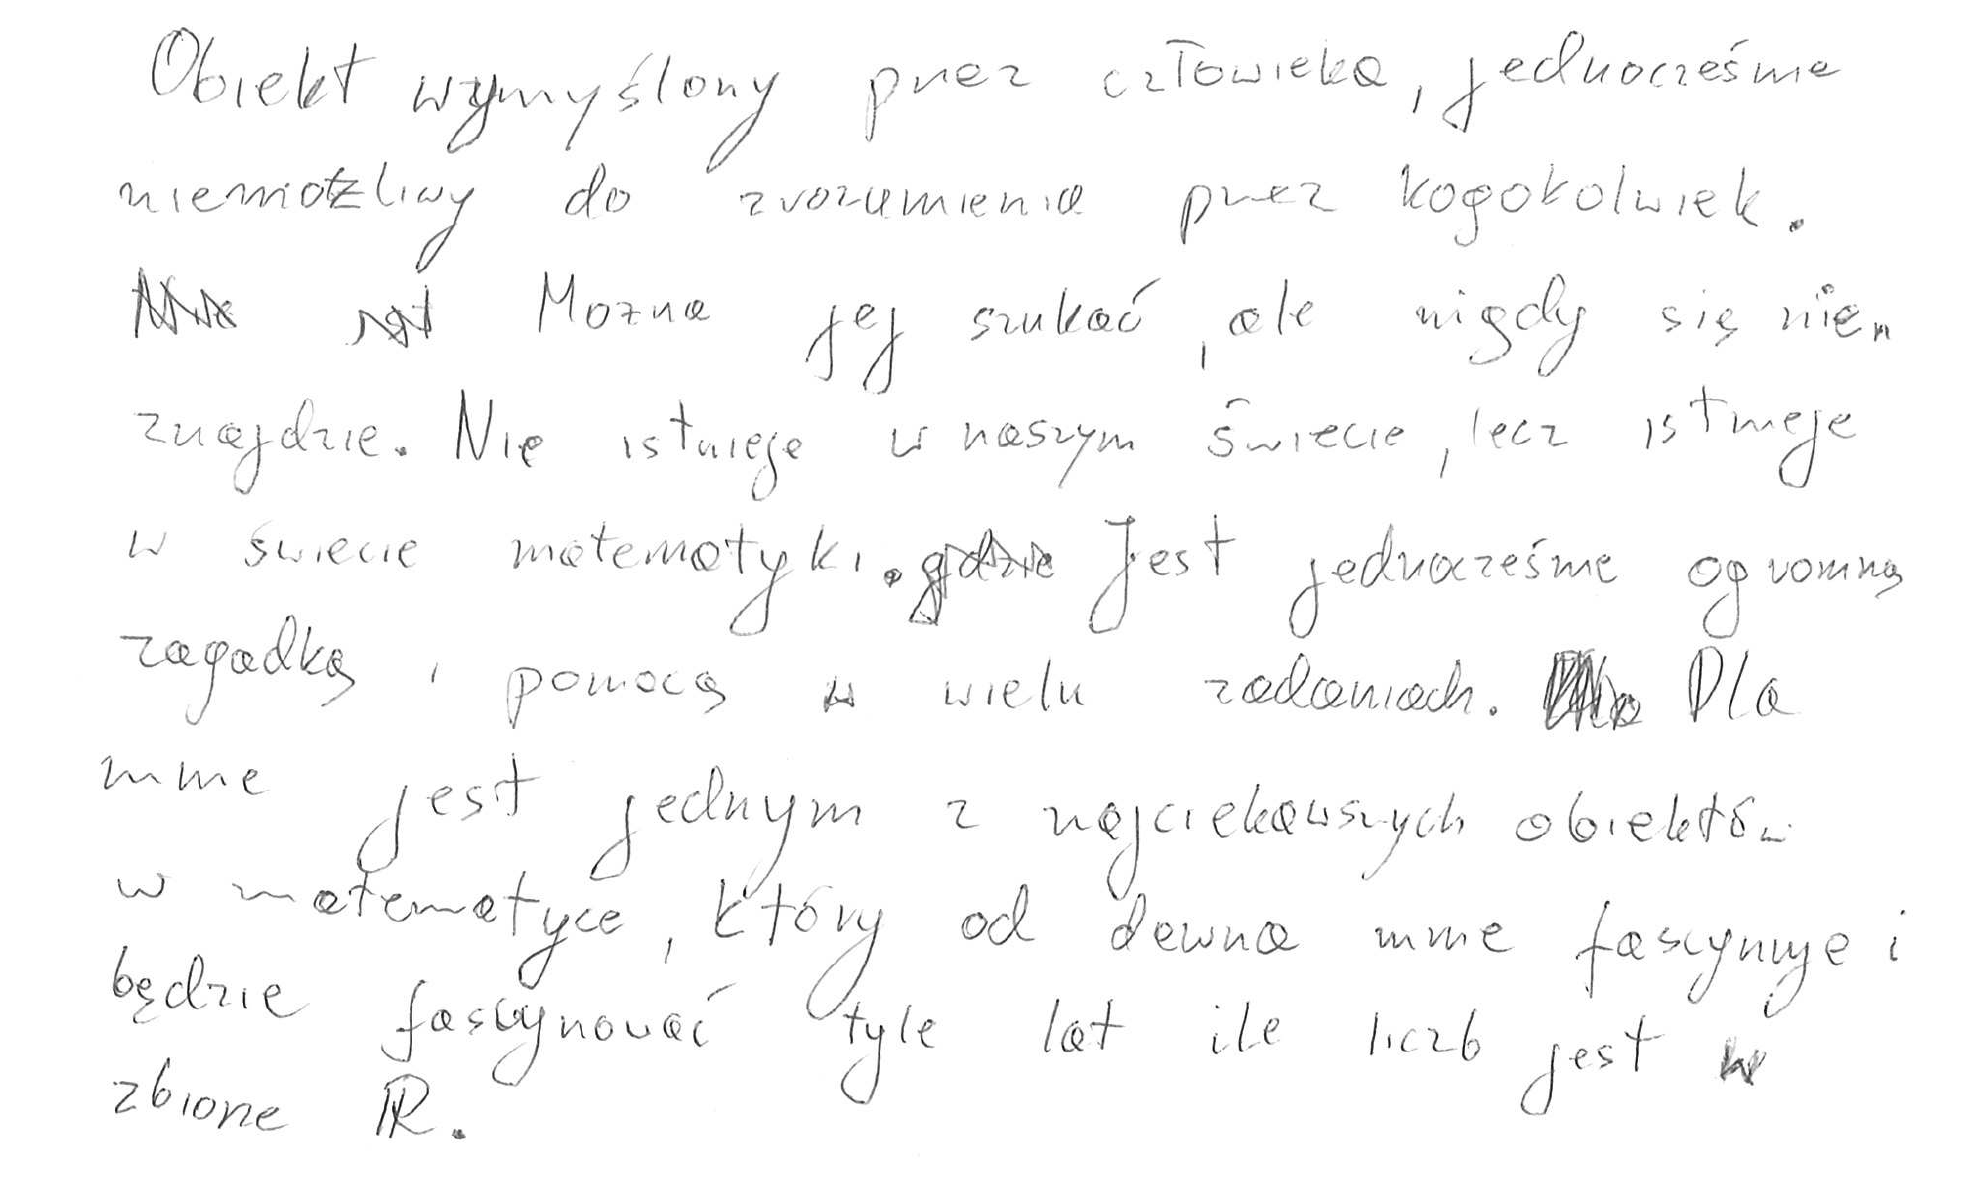 Obiekt wymyślony przez człowieka, jednocześnie
niemożliwy do zrozumienia przez kogokolwiek.
Mozna jej szukać, ale nigdy się nie
znajdzie. Nie istnieje w naszym świecie, lecz istnieje
w świecie matematyki. Jest jednocześnie ogromną
zagadką i pomocą w wielu zadaniach. Dla
mnie jest jednym z najciekawszych obiektów
w matematyce, który od dawna mnie fascynuje i
będzie fascynować tyle lat ile liczb jest w
zbiorze ℝ.